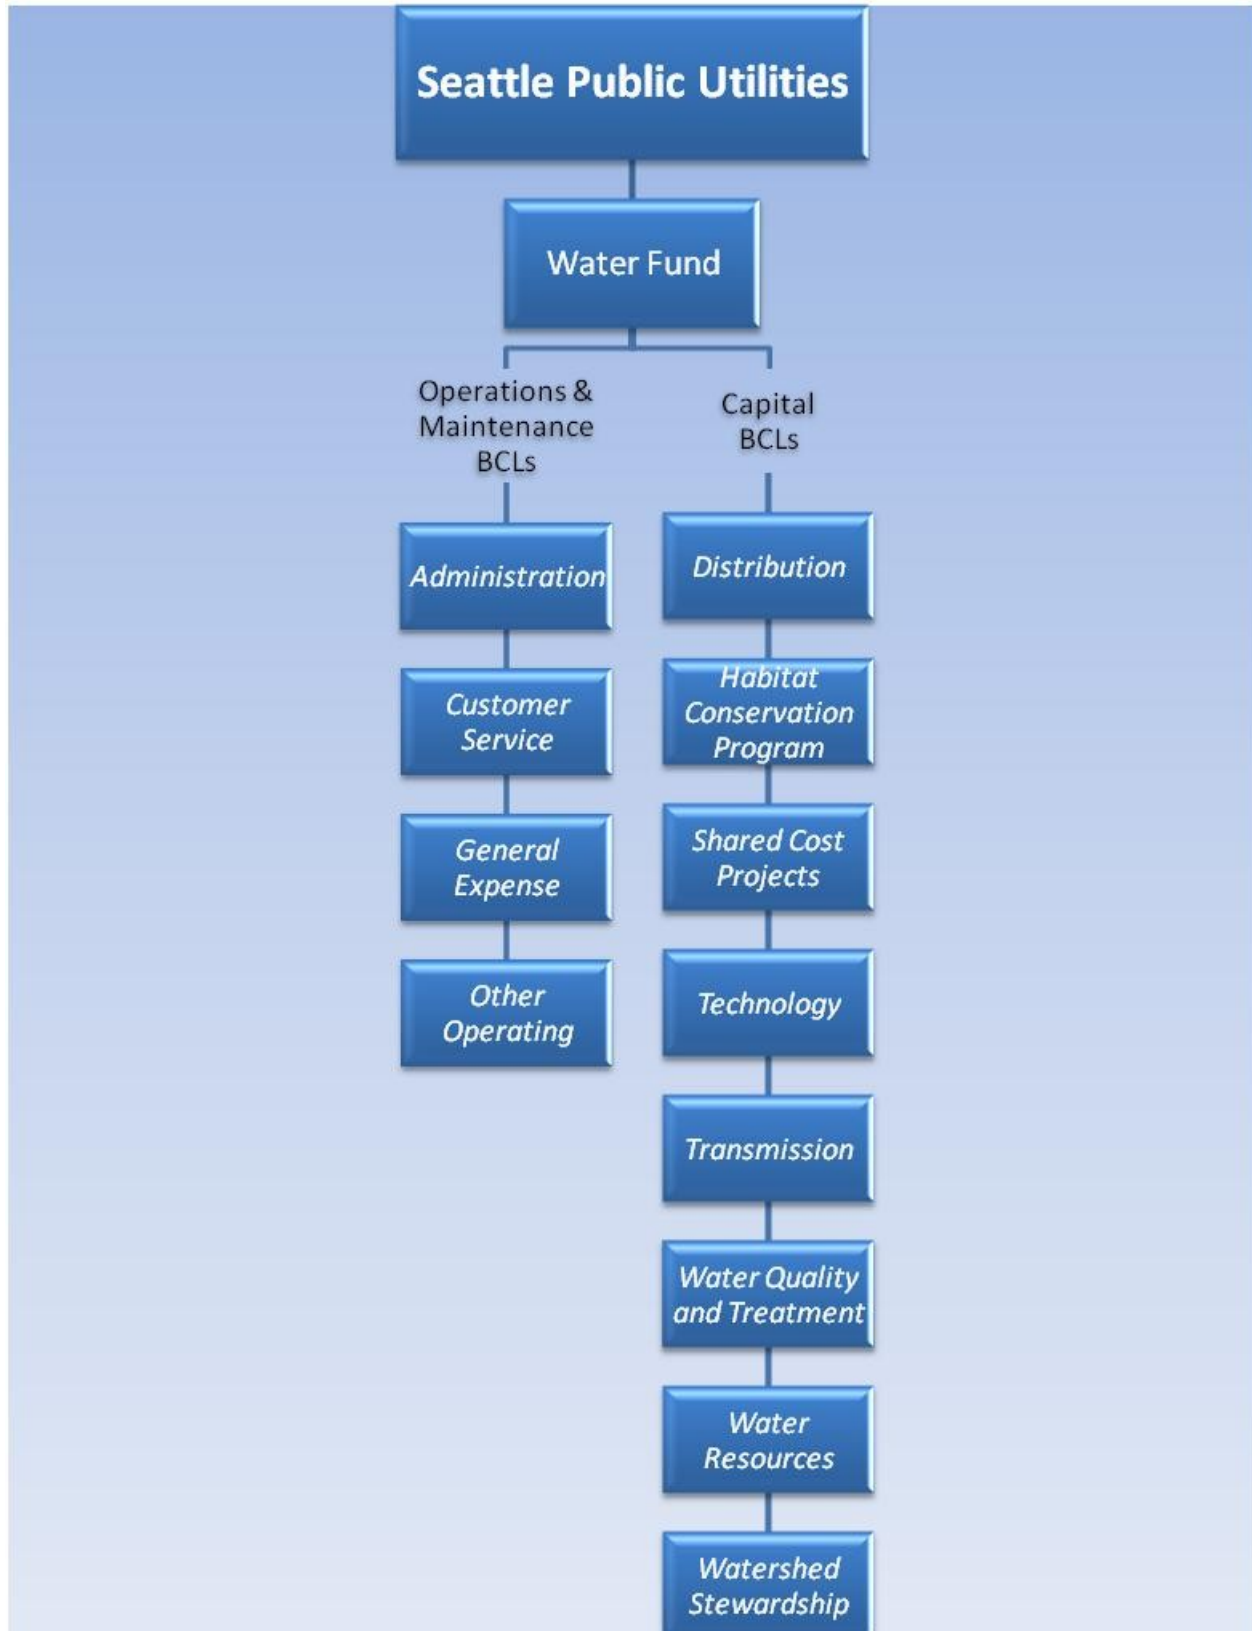 Seattle Public Utilities
Water Fund
Operations &
Maintenance
BCLs
Capital
BCLs
Administration
Customer
Service
General
Expense
Other
Operating
Distribution
Habitat
Conservation
Program
Shared Cost
Projects
Technology
Transmission
Water Quality
and Treatment
Water
Resources
Watershed
Stewardship